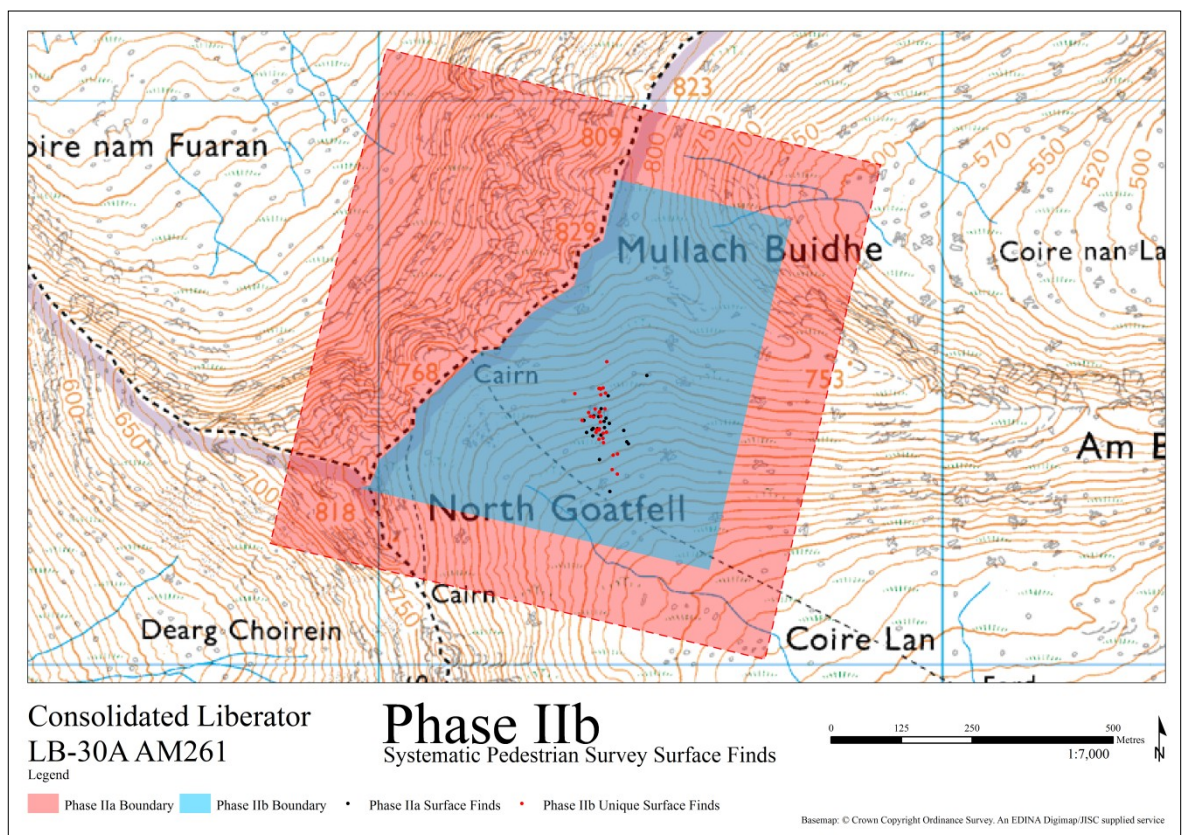 823
809
800
750
700
550
600
570
550
520
500
oire nam Fuaran
829
Mullach Buidhe
Coire nan La
768
Cairn
753
600
650
700
Am B
818
North Goatfell
750
Cairn
Dearg Choirein
Coire Lan
Ford
Consolidated Liberator
LB-30A AM261
Phase IIb
Systematic Pedestrian Survey Surface Finds
0 125 250 500
Metres
1:7,000
N
Legend
Phase IIa Boundary Phase IIb Boundary Phase IIa Surface Finds Phase IIb Unique Surface Finds
Basemap: © Crown Copyright Ordinance Survey. An EDINA Digimap/JISC supplied service